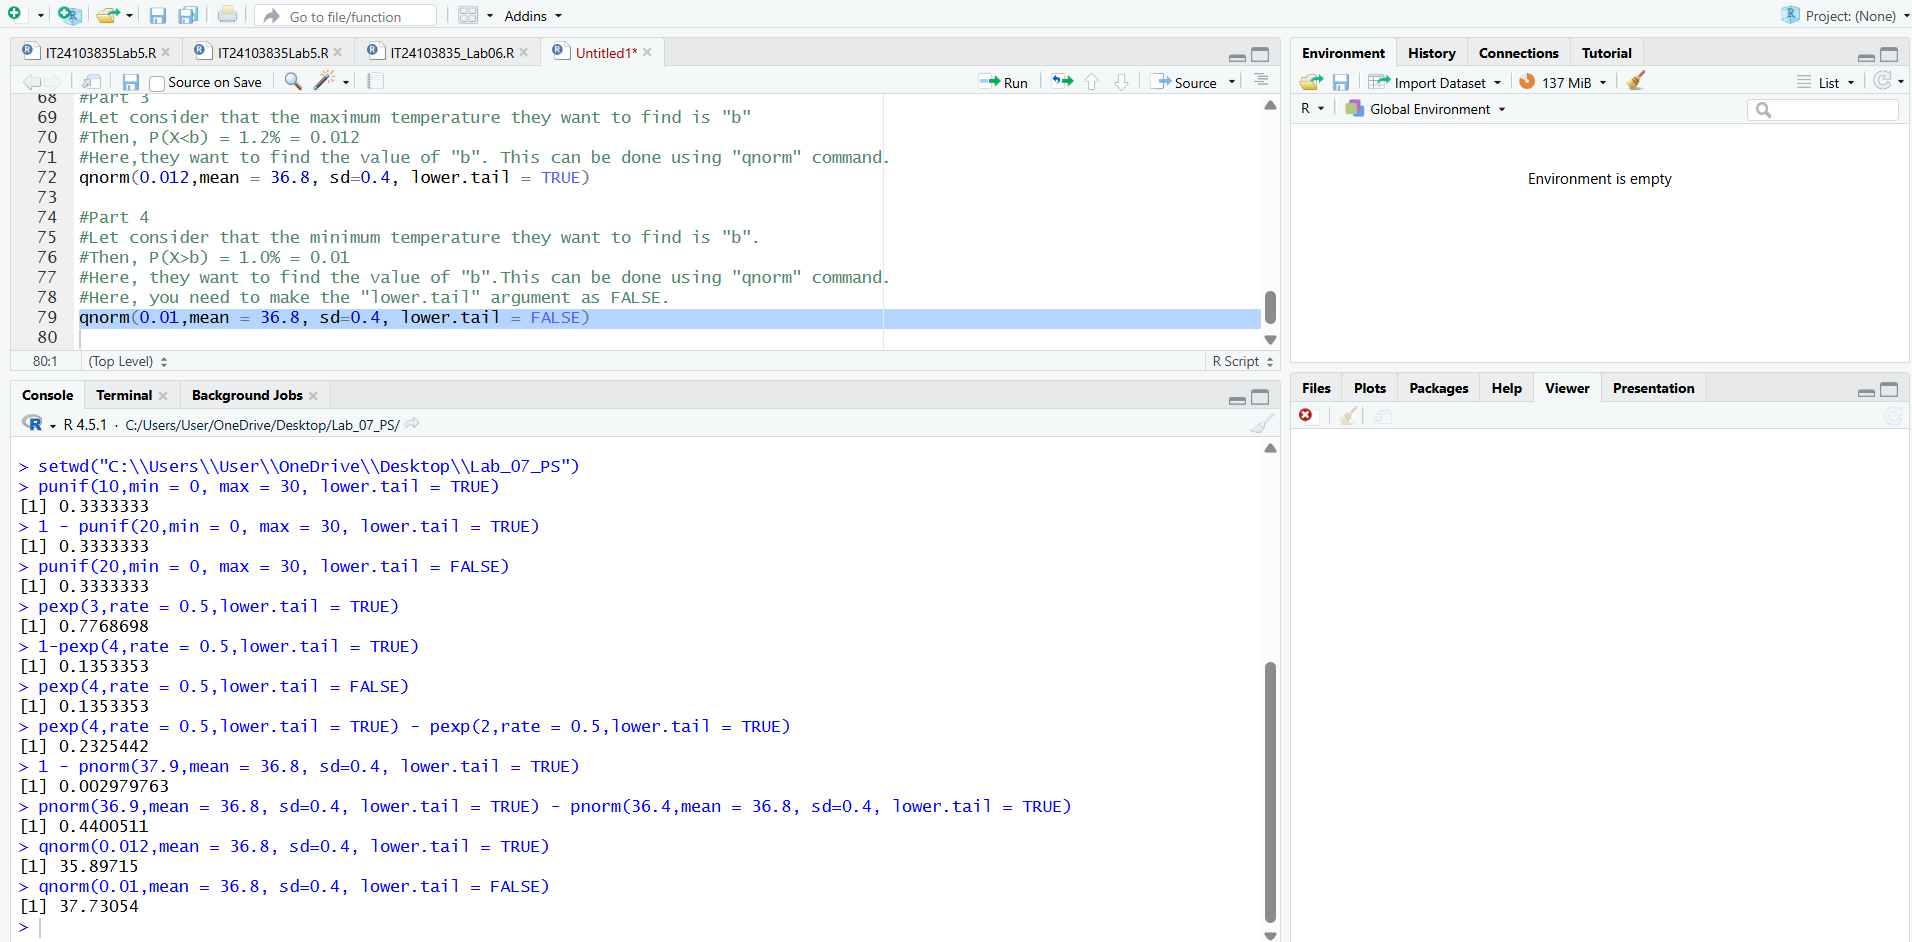 Go to file/function
Addins
Project: (None)
IT24103835Lab5.R
IT24103835Lab5.R
IT24103835_Lab06.R
Untitled1*
Source on Save
Run
Source
68 #Part 3
69 #Let consider that the maximum temperature they want to find is "b"
70 #Then, P(X<b) = 1.2% = 0.012
71 #Here,they want to find the value of "b". This can be done using "qnorm" command.
72 qnorm(0.012,mean = 36.8, sd=0.4, lower.tail = TRUE)
73
74 #Part 4
75 #Let consider that the minimum temperature they want to find is "b".
76 #Then, P(X>b) = 1.0% = 0.01
77 #Here, they want to find the value of "b".This can be done using "qnorm" command.
78 #Here, you need to make the "lower.tail" argument as FALSE.
79 qnorm(0.01,mean = 36.8, sd=0.4, lower.tail = FALSE)
80
80:1 (Top Level) R Script
Console Terminal Background Jobs
R 4.5.1 · C:/Users/User/OneDrive/Desktop/Lab_07_PS/
> setwd("C:\\Users\\User\\OneDrive\\Desktop\\Lab_07_PS")
> punif(10,min = 0, max = 30, lower.tail = TRUE)
[1] 0.3333333
> 1 - punif(20,min = 0, max = 30, lower.tail = TRUE)
[1] 0.3333333
> punif(20,min = 0, max = 30, lower.tail = FALSE)
[1] 0.3333333
> pexp(3,rate = 0.5,lower.tail = TRUE)
[1] 0.7768698
> 1-pexp(4,rate = 0.5,lower.tail = TRUE)
[1] 0.1353353
> pexp(4,rate = 0.5,lower.tail = FALSE)
[1] 0.1353353
> pexp(4,rate = 0.5,lower.tail = TRUE) - pexp(2,rate = 0.5,lower.tail = TRUE)
[1] 0.2325442
> 1 - pnorm(37.9,mean = 36.8, sd=0.4, lower.tail = TRUE)
[1] 0.002979763
> pnorm(36.9,mean = 36.8, sd=0.4, lower.tail = TRUE) - pnorm(36.4,mean = 36.8, sd=0.4, lower.tail = TRUE)
[1] 0.4400511
> qnorm(0.012,mean = 36.8, sd=0.4, lower.tail = TRUE)
[1] 35.89715
> qnorm(0.01,mean = 36.8, sd=0.4, lower.tail = FALSE)
[1] 37.73054
>
Environment History Connections Tutorial
Import Dataset 137 MiB List
R Global Environment
Environment is empty
Files Plots Packages Help Viewer Presentation